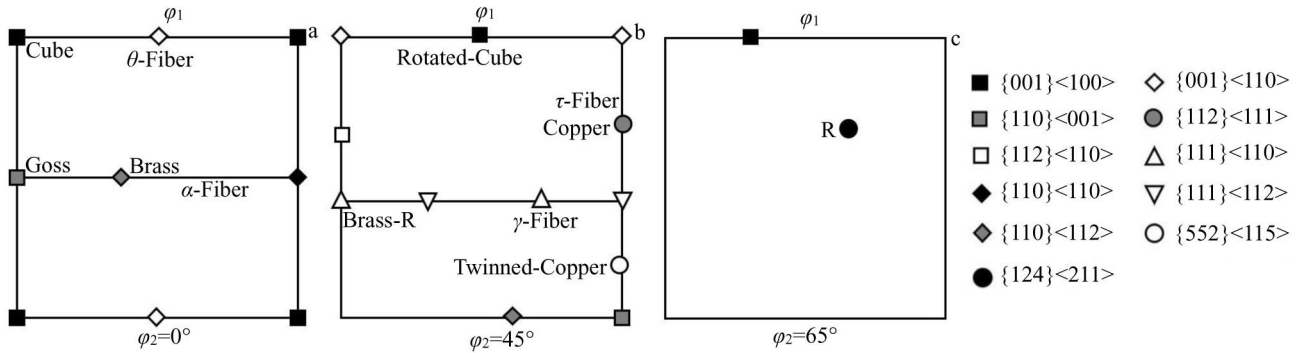 φ₁
a
Cube
θ-Fiber
Goss
Brass
α-Fiber
φ₂=0°
φ₁
b
Rotated-Cube
τ-Fiber
Copper
Brass-R
γ-Fiber
Twinned-Copper
φ₂=45°
φ₁
c
R
φ₂=65°
{001}<100>
{001}<110>
{110}<001>
{112}<111>
{112}<110>
{111}<110>
{110}<110>
{111}<112>
{110}<112>
{552}<115>
{124}<211>